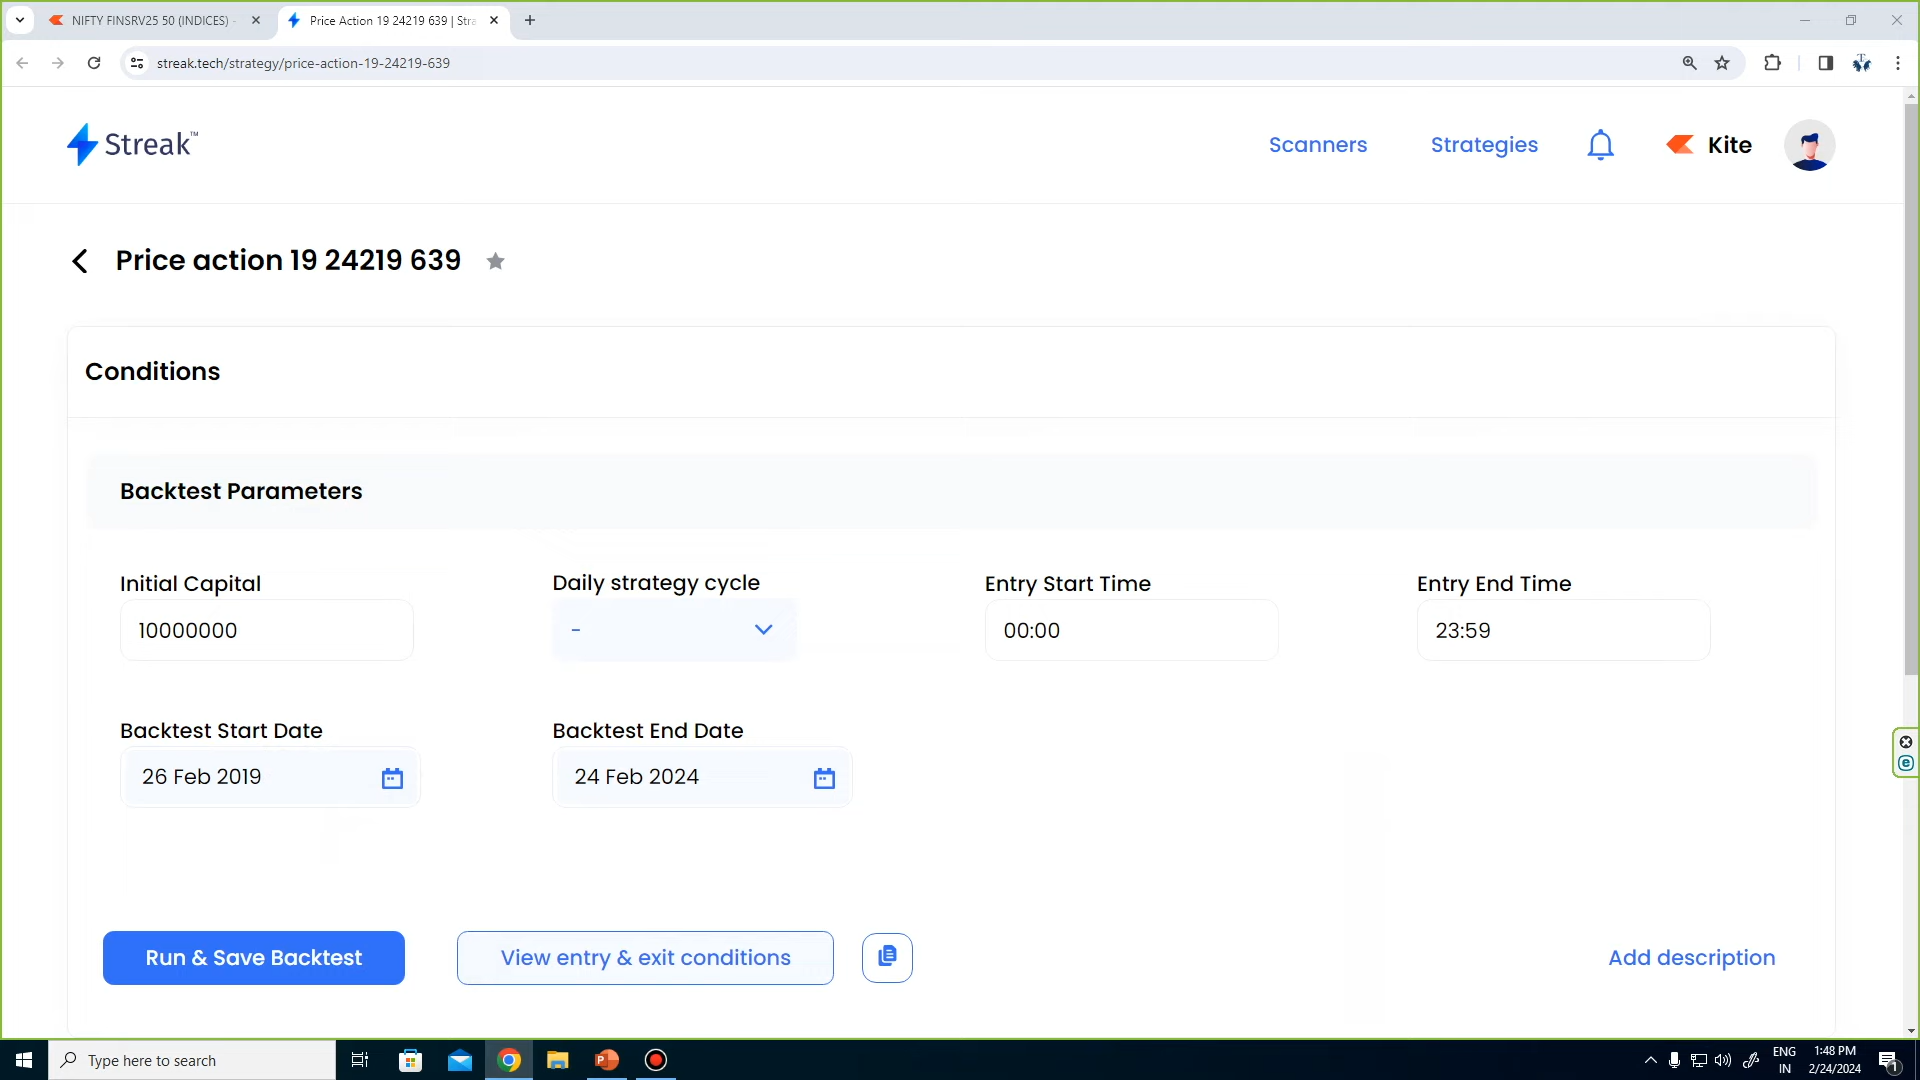 NIFTY FINSRV25 50 (INDICES) -
Price Action 19 24219 639 | Stra
streak.tech/strategy/price-action-19-24219-639
Streak™
Scanners
Strategies
Kite
Price action 19 24219 639
Conditions
Backtest Parameters
Initial Capital
Daily strategy cycle
Entry Start Time
Entry End Time
10000000
-
00:00
23:59
Backtest Start Date
Backtest End Date
26 Feb 2019
24 Feb 2024
Run & Save Backtest
View entry & exit conditions
Add description
Type here to search
ENG
IN
1:48 PM
2/24/2024
1